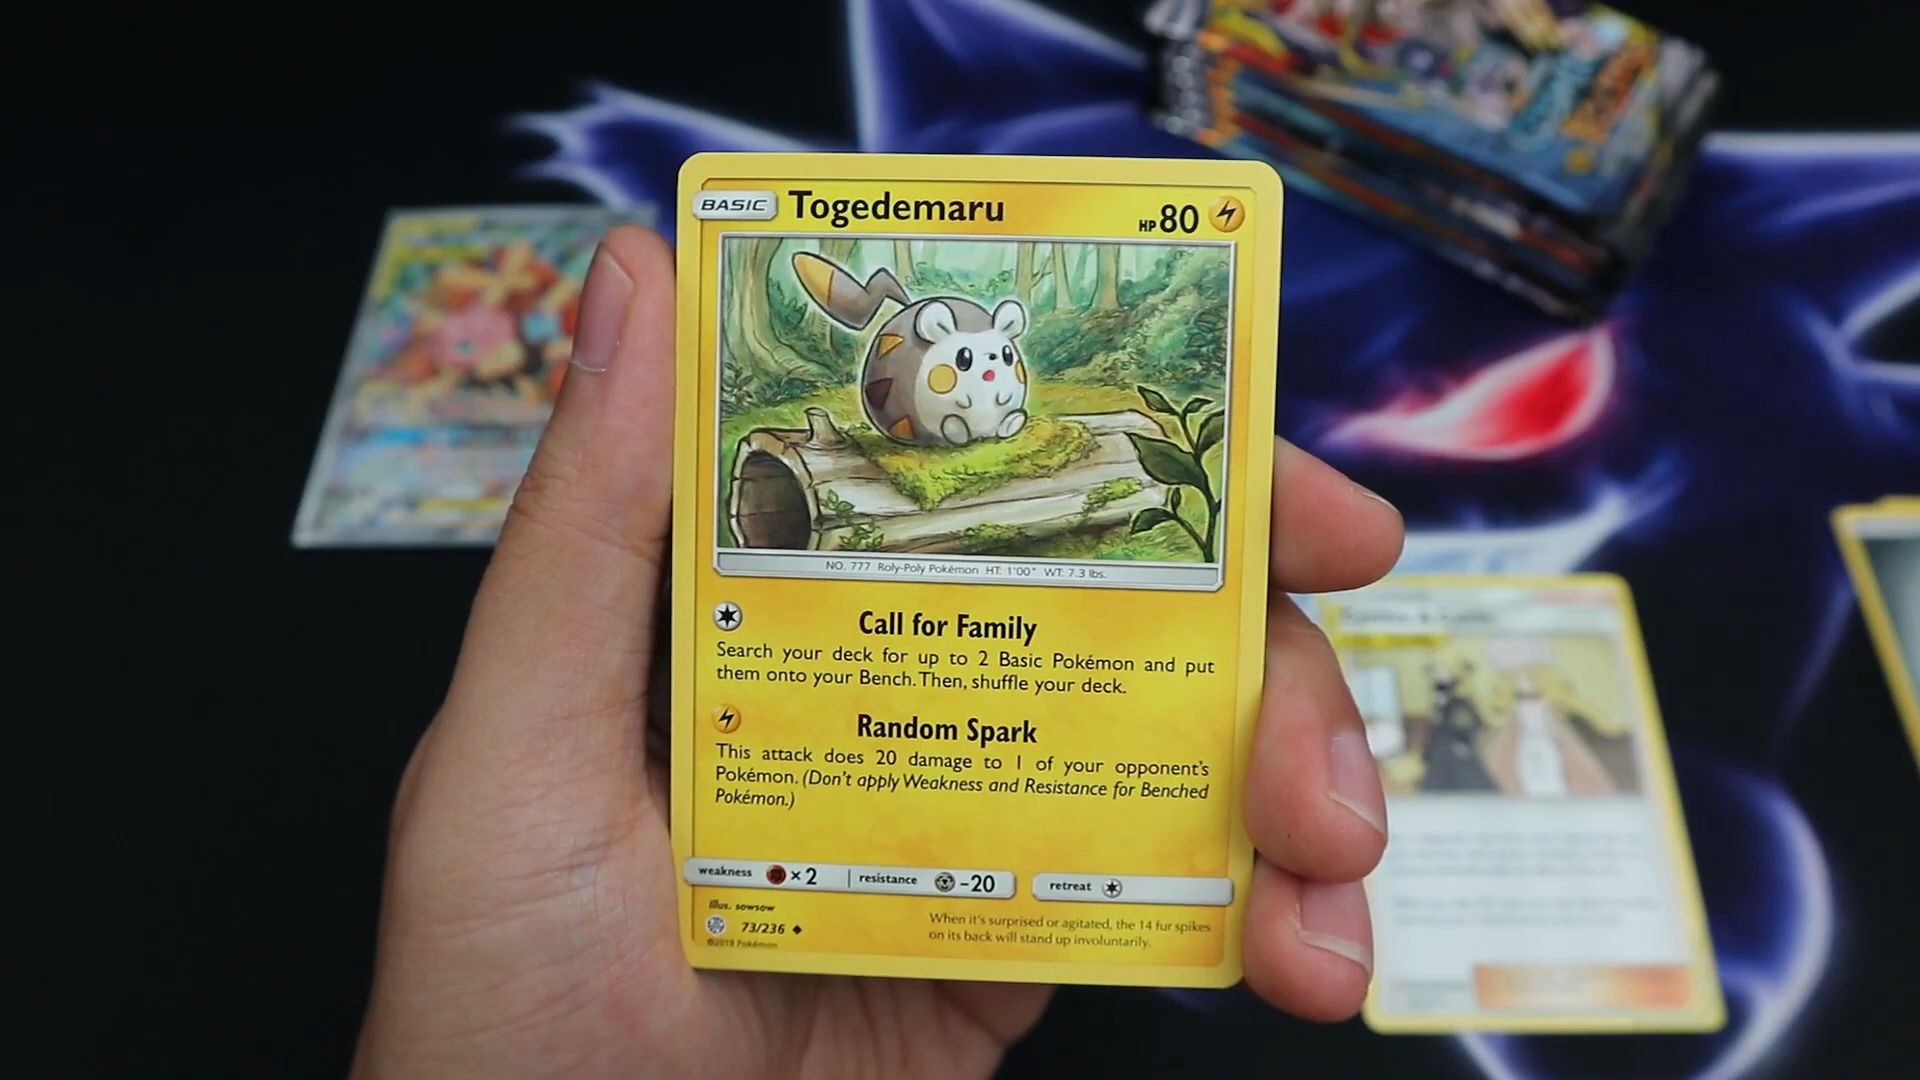 BASIC Togedemaru HP 80
NO. 777 Roly-Poly Pokémon HT: 1'00" WT: 7.3 lbs.
Call for Family
Search your deck for up to 2 Basic Pokémon and put
them onto your Bench. Then, shuffle your deck.
Random Spark
This attack does 20 damage to 1 of your opponent's
Pokémon. (Don't apply Weakness and Resistance for Benched
Pokémon.)
weakness ×2 resistance -20 retreat
Illus. sowsow
73/236
©2019 Pokémon
When it's surprised or agitated, the 14 fur spikes
on its back will stand up involuntarily.